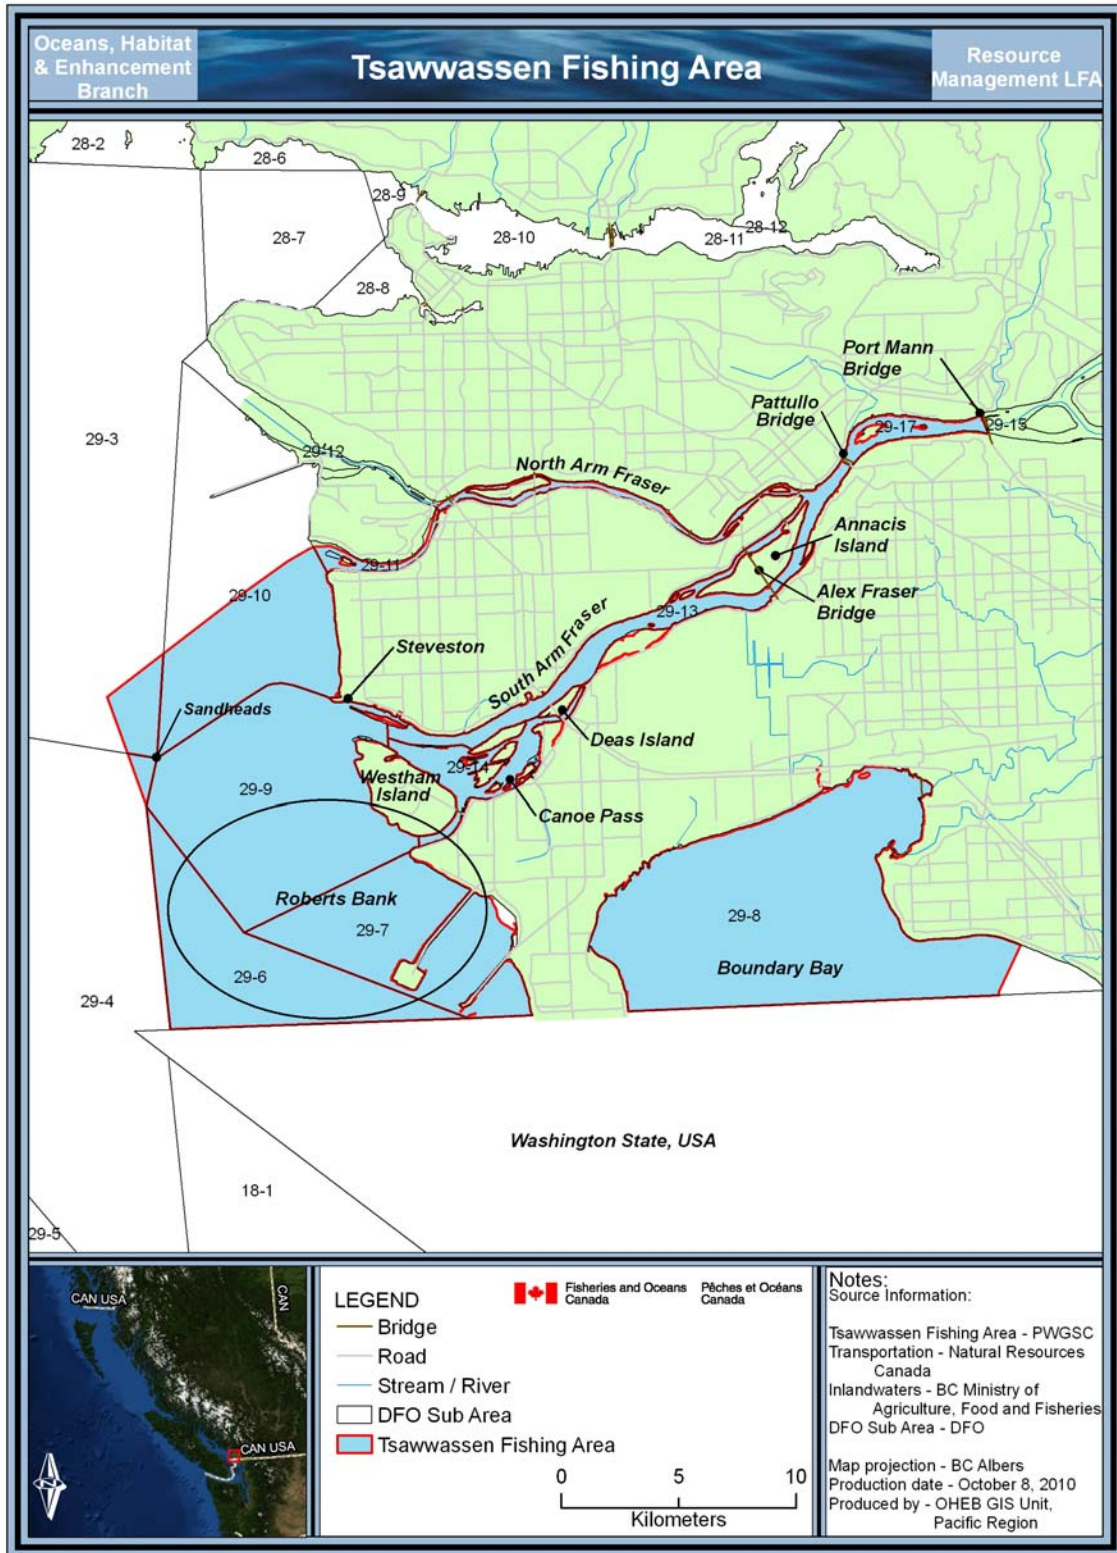 Oceans, Habitat
& Enhancement
Branch
Tsawwassen Fishing Area
Resource
Management LFA
28-2
28-6
28-9
28-7
28-10
28-11
28-12
28-8
Port Mann
Bridge
Pattullo
Bridge
29-17
29-15
29-3
29-12
North Arm Fraser
Annacis
Island
29-11
29-10
Alex Fraser
Bridge
29-13
Steveston
South Arm Fraser
Sandheads
Deas Island
29-14
Westham
Island
29-9
Canoe Pass
Roberts Bank
29-7
29-8
29-6
Boundary Bay
29-4
Washington State, USA
18-1
29-5
CAN USA
CAN
CAN USA
N
LEGEND
Bridge
Road
Stream / River
DFO Sub Area
Tsawwassen Fishing Area
Fisheries and Oceans
Canada
Pêches et Océans
Canada
0 5 10
Kilometers
Notes:
Source Information:
Tsawwassen Fishing Area - PWGSC
Transportation - Natural Resources
Canada
Inlandwaters - BC Ministry of
Agriculture, Food and Fisheries
DFO Sub Area - DFO
Map projection - BC Albers
Production date - October 8, 2010
Produced by - OHEB GIS Unit,
Pacific Region